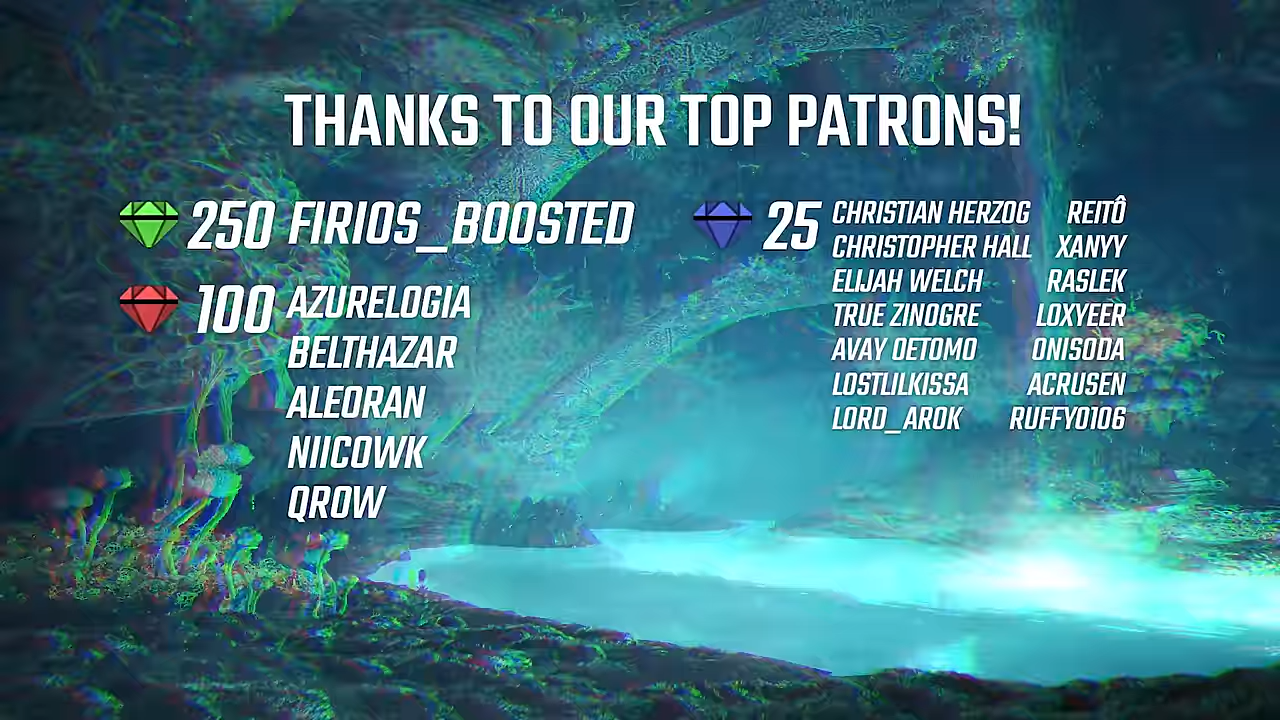 THANKS TO OUR TOP PATRONS!
250 FIRIOS_BOOSTED
100 AZURELOGIA
BELTHAZAR
ALEORAN
NIICOWK
QROW
25 CHRISTIAN HERZOG REITÔ
CHRISTOPHER HALL XANYY
ELIJAH WELCH RASLEK
TRUE ZINOGRE LOXYEER
AVAY OETOMO ONISODA
LOSTLILKISSA ACRUSEN
LORD_AROK RUFFY0106